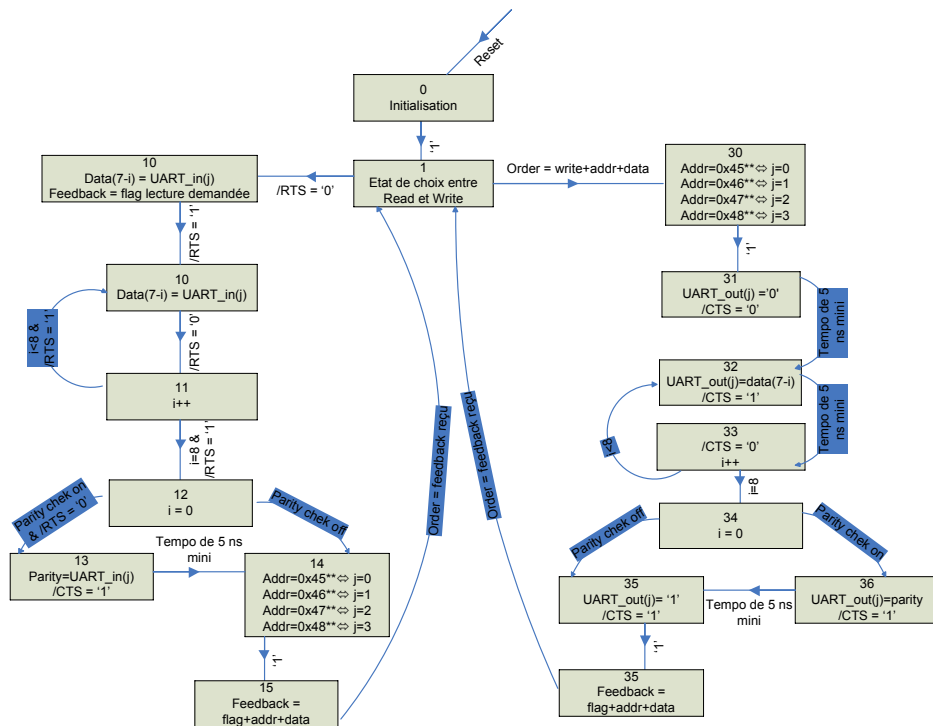 Reset
0
Initialisation
'1'
1
Etat de choix entre
Read et Write
/RTS = '0'
10
Data(7-i) = UART_in(j)
Feedback = flag lecture demandée
/RTS = '1'
10
Data(7-i) = UART_in(j)
/RTS = '0'
i<8 &
/RTS = '1'
11
i++
i=8 &
/RTS = '1'
12
i = 0
Parity chek on
& /RTS = '0'
Parity chek off
13
Parity=UART_in(j)
/CTS = '1'
Tempo de 5 ns
mini
14
Addr=0x45**⇔ j=0
Addr=0x46**⇔ j=1
Addr=0x47**⇔ j=2
Addr=0x48**⇔ j=3
'1'
15
Feedback =
flag+addr+data
Order = feedback reçu
Order = feedback reçu
Order = write+addr+data
30
Addr=0x45**⇔ j=0
Addr=0x46**⇔ j=1
Addr=0x47**⇔ j=2
Addr=0x48**⇔ j=3
'1'
31
UART_out(j) ='0'
/CTS = '0'
Tempo de 5
ns mini
32
UART_out(j)=data(7-i)
/CTS = '1'
Tempo de 5
ns mini
33
/CTS = '0'
i++
i<8
i=8
34
i = 0
Parity chek off
Parity chek on
35
UART_out(j)= '1'
/CTS = '1'
Tempo de 5 ns
mini
36
UART_out(j)=parity
/CTS = '1'
'1'
35
Feedback =
flag+addr+data